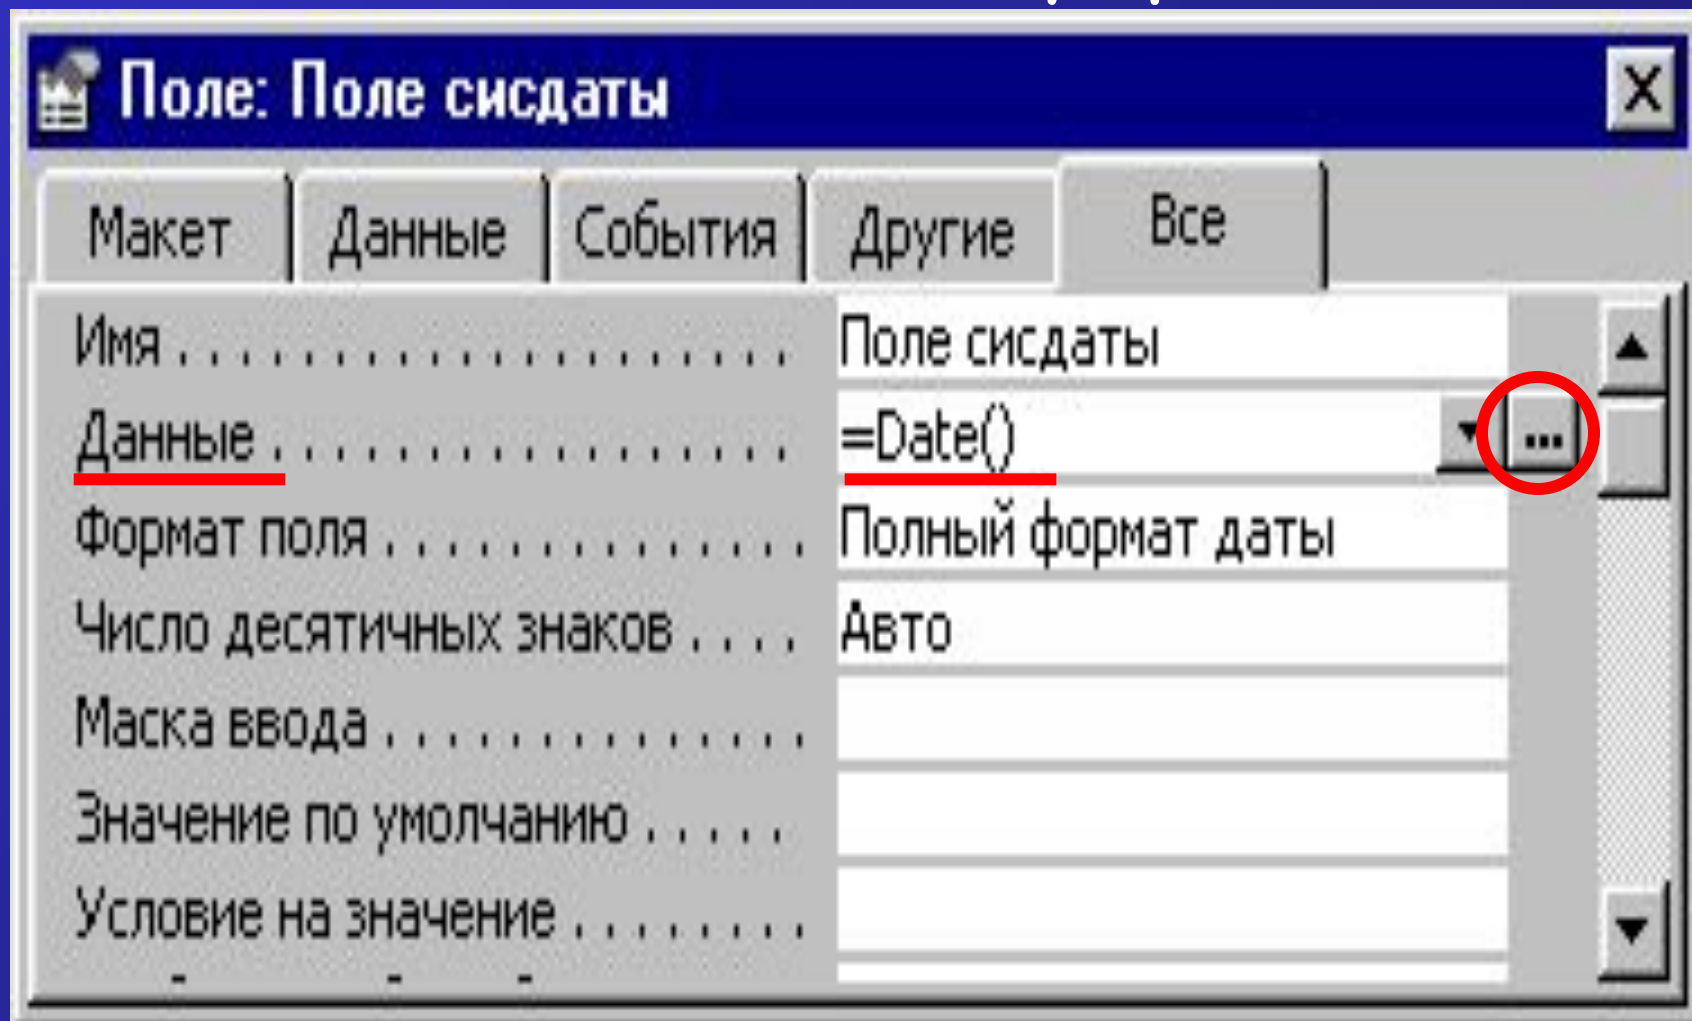 Поле: Поле сисдаты
Макет Данные События Другие Все
Имя . . . . . . . . . . . . . . . . . . . . Поле сисдаты
Данные . . . . . . . . . . . . . . . . . =Date() ...
Формат поля . . . . . . . . . . . . . . Полный формат даты
Число десятичных знаков . . . . Авто
Маска ввода . . . . . . . . . . . . . .
Значение по умолчанию . . . . .
Условие на значение . . . . . . . .